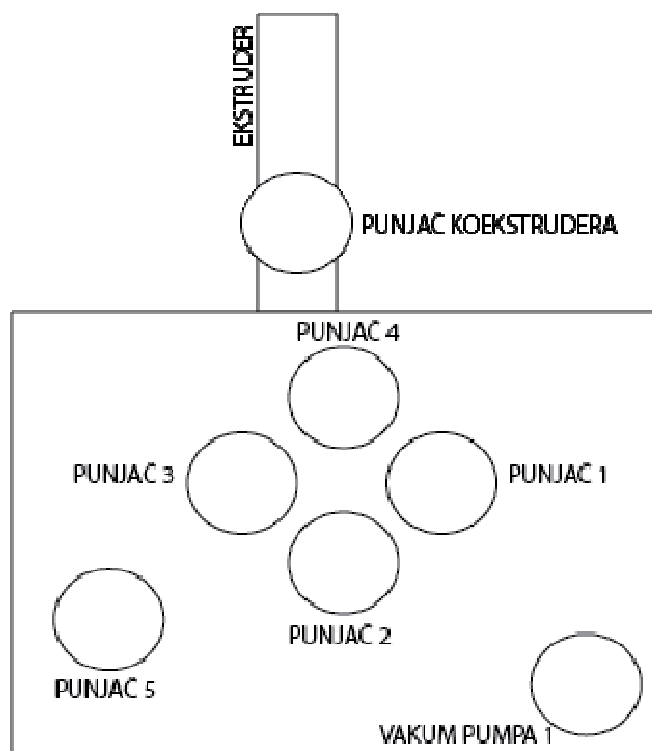 EKSTRUDER
PUNJAČ KOEKSTRUDERA
PUNJAČ 4
PUNJAČ 3
PUNJAČ 1
PUNJAČ 2
PUNJAČ 5
VAKUM PUMPA 1